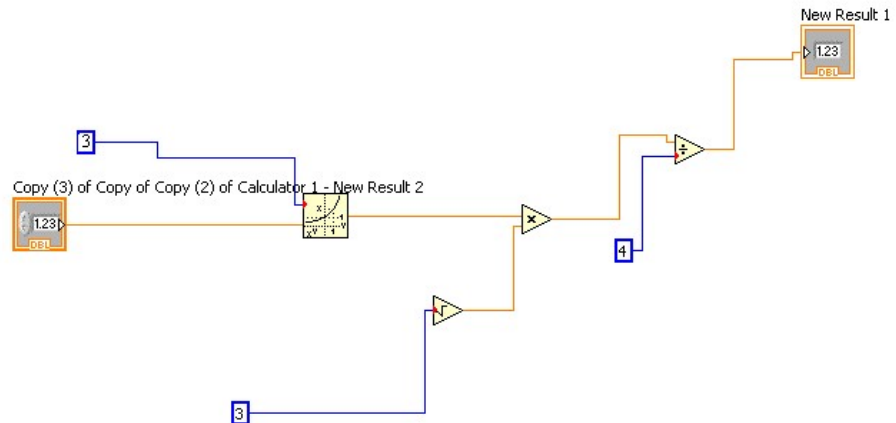 New Result 1
1.23
DBL
3
Copy (3) of Copy of Copy (2) of Calculator 1 - New Result 2
1.23
DBL
x
x^y
×
÷
4
√
3